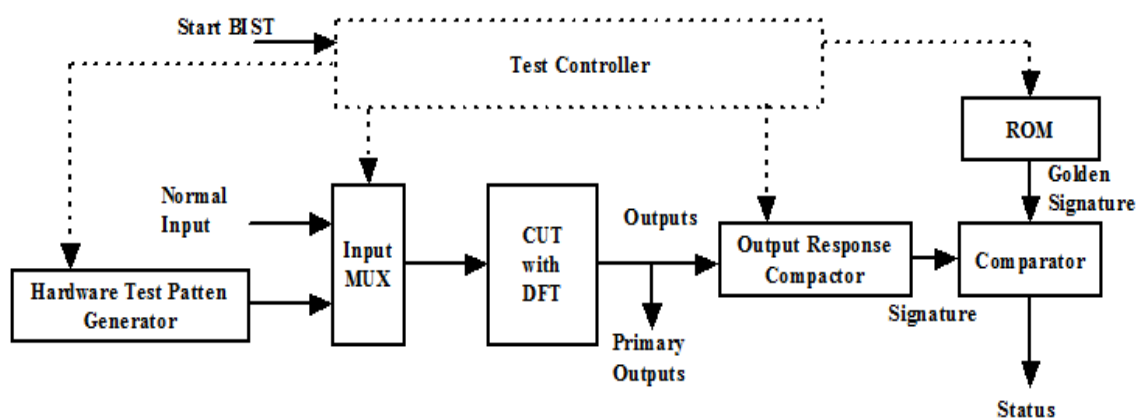 Start BIST
Test Controller
ROM
Golden
Signature
Normal
Input
Input
MUX
CUT
with
DFT
Outputs
Output Response
Compactor
Comparator
Hardware Test Patten
Generator
Signature
Primary
Outputs
Status